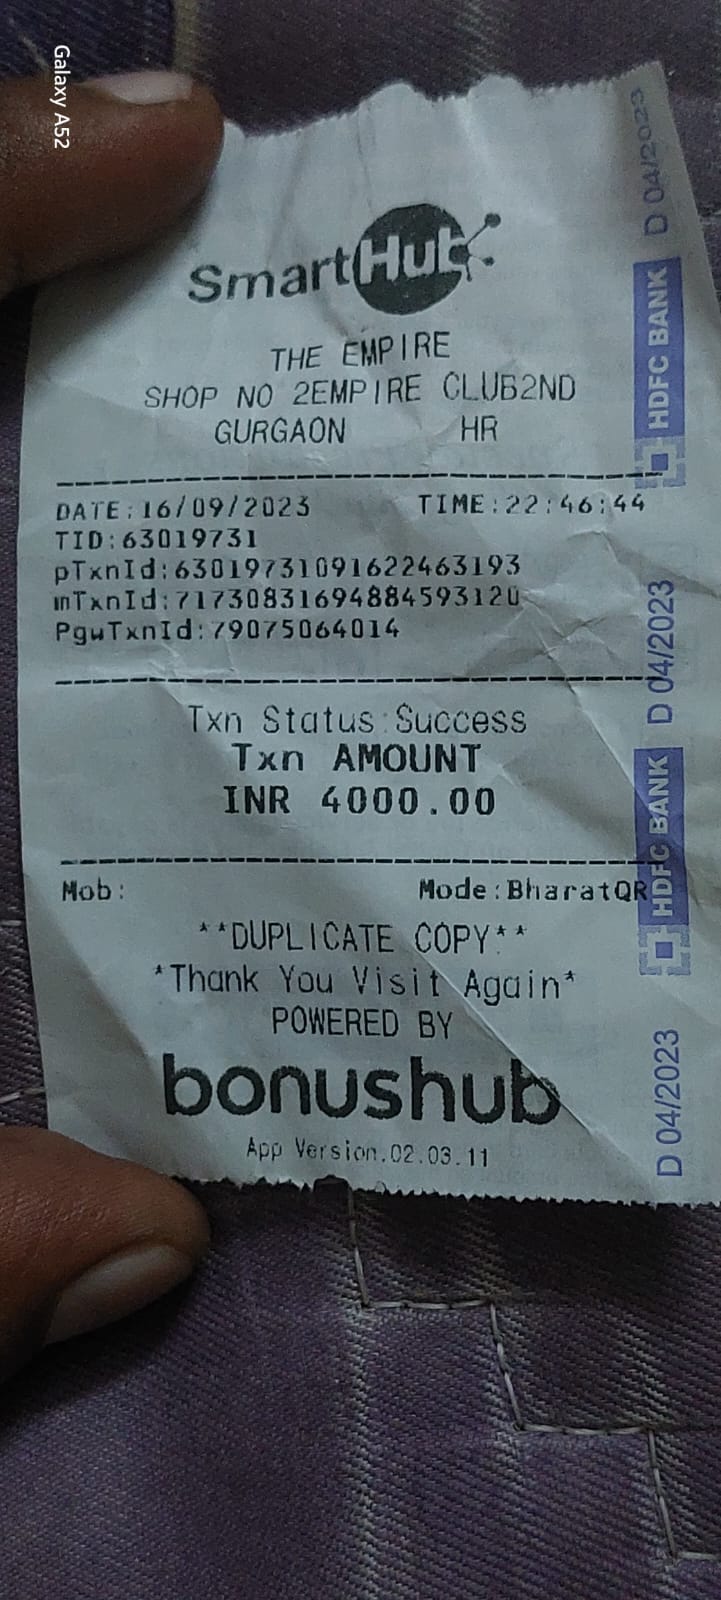 Galaxy A52
SmartHub
THE EMPIRE
SHOP NO 2EMPIRE CLUB2ND
GURGAON HR
DATE:16/09/2023 TIME:22:46:44
TID:63019731
pTxnId:63019731091622463193
mTxnId:71730831694884593120
PgwTxnId:79075064014
Txn Status:Success
Txn AMOUNT
INR 4000.00
Mob: Mode:BharatQR
**DUPLICATE COPY**
*Thank You Visit Again*
POWERED BY
bonushub
App Version.02.03.11
D 04/2023
HDFC BANK
D 04/2023
HDFC BANK
D 04/2023